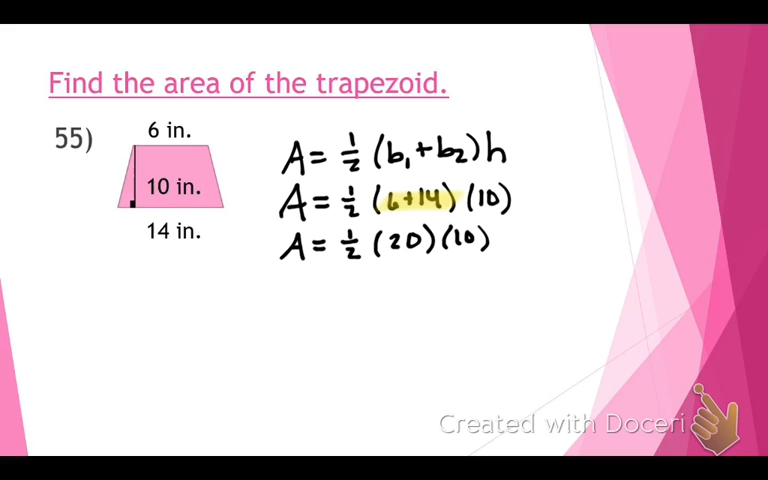 Find the area of the trapezoid.
55)
6 in.
10 in.
14 in.
A = ½ (b₁ + b₂) h
A = ½ (6+14) (10)
A = ½ (20) (10)
Created with Doceri